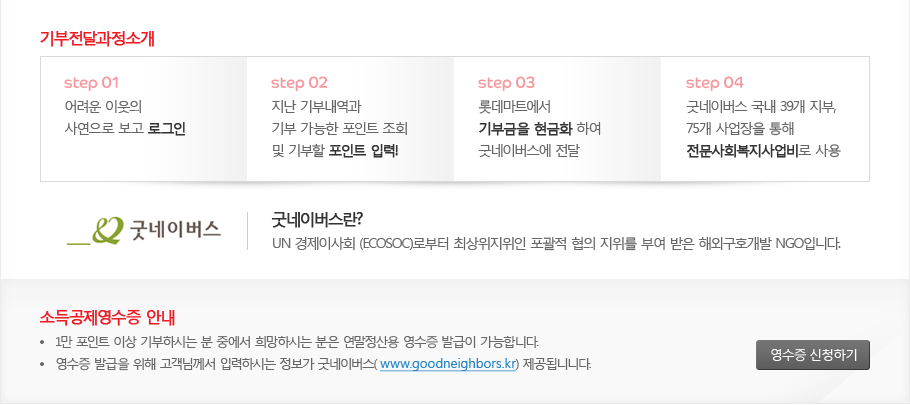 기부전달과정소개
step 01
어려운 이웃의
사연으로 보고 로그인
step 02
지난 기부내역과
기부 가능한 포인트 조회
및 기부할 포인트 입력!
step 03
롯데마트에서
기부금을 현금화 하여
굿네이버스에 전달
step 04
굿네이버스 국내 39개 지부,
75개 사업장을 통해
전문사회복지사업비로 사용
굿네이버스
굿네이버스란?
UN 경제이사회 (ECOSOC)로부터 최상위지위인 포괄적 협의 지위를 부여 받은 해외구호개발 NGO입니다.
소득공제영수증 안내
• 1만 포인트 이상 기부하시는 분 중에서 희망하시는 분은 연말정산용 영수증 발급이 가능합니다.
• 영수증 발급을 위해 고객님께서 입력하시는 정보가 굿네이버스( www.goodneighbors.kr) 제공됩니니다.
영수증 신청하기